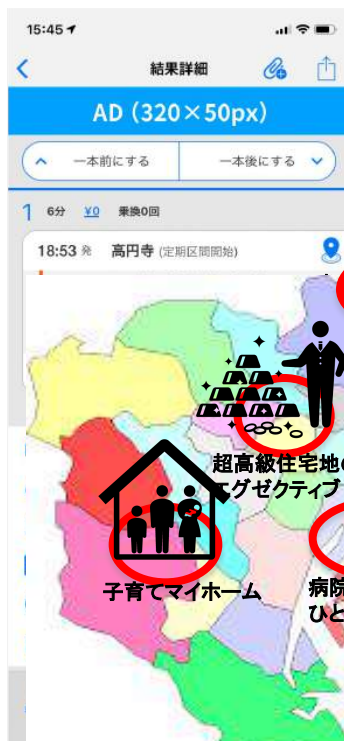 15:45
結果詳細
AD (320×50px)
一本前にする
一本後にする
1 6分 ¥0 乗換0回
18:53 発 高円寺 (定期区間開始)
超高級住宅地の
エグゼクティブ
子育てマイホーム
病院
ひと